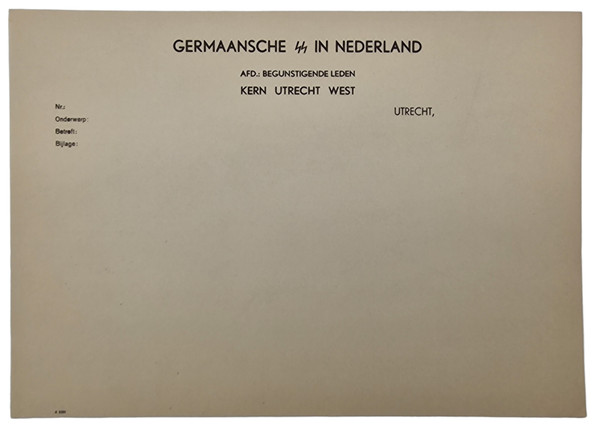 GERMAANSCHE ᛋᛋ IN NEDERLAND
AFD.: BEGUNSTIGENDE LEDEN
KERN UTRECHT WEST
UTRECHT,
Nr.:
Onderwerp:
Betreft:
Bijlage: